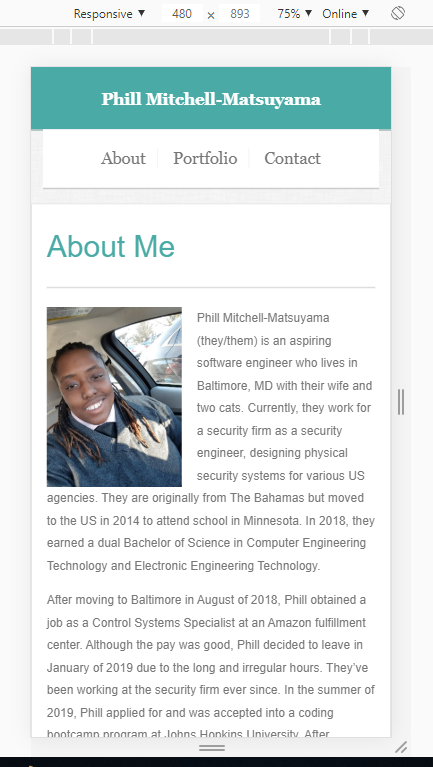 Responsive ▼ 480 × 893 75% ▼ Online ▼
Phill Mitchell-Matsuyama
About Portfolio Contact
About Me
Phill Mitchell-Matsuyama
(they/them) is an aspiring
software engineer who lives in
Baltimore, MD with their wife and
two cats. Currently, they work for
a security firm as a security
engineer, designing physical
security systems for various US
agencies. They are originally from The Bahamas but moved
to the US in 2014 to attend school in Minnesota. In 2018, they
earned a dual Bachelor of Science in Computer Engineering
Technology and Electronic Engineering Technology.
After moving to Baltimore in August of 2018, Phill obtained a
job as a Control Systems Specialist at an Amazon fulfillment
center. Although the pay was good, Phill decided to leave in
January of 2019 due to the long and irregular hours. They've
been working at the security firm ever since. In the summer of
2019, Phill applied for and was accepted into a coding
bootcamp program at Johns Hopkins University. After